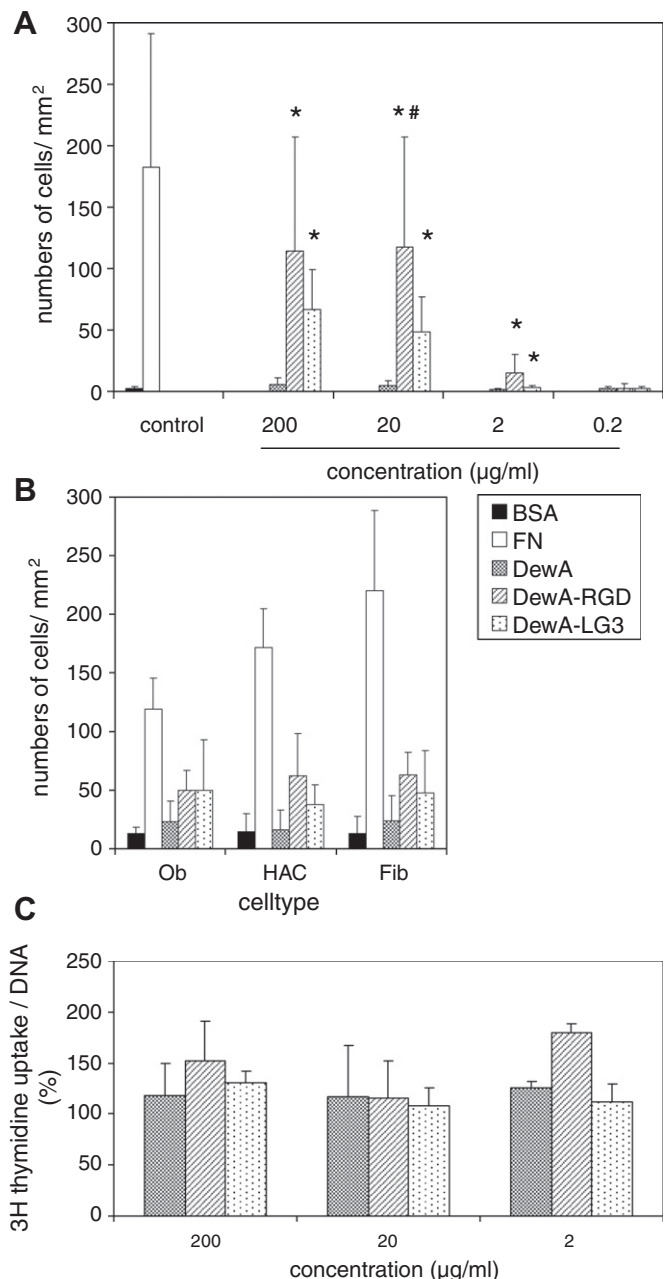 A
numbers of cells/ mm²
300
250
200
150
100
50
0
*
* #
*
*
*
*
control
200
20
2
0.2
concentration (µg/ml)
B
numbers of cells/ mm²
300
250
200
150
100
50
0
Ob
HAC
Fib
celltype
BSA
FN
DewA
DewA-RGD
DewA-LG3
C
3H thymidine uptake / DNA
(%)
250
200
150
100
50
0
200
20
2
concentration (µg/ml)